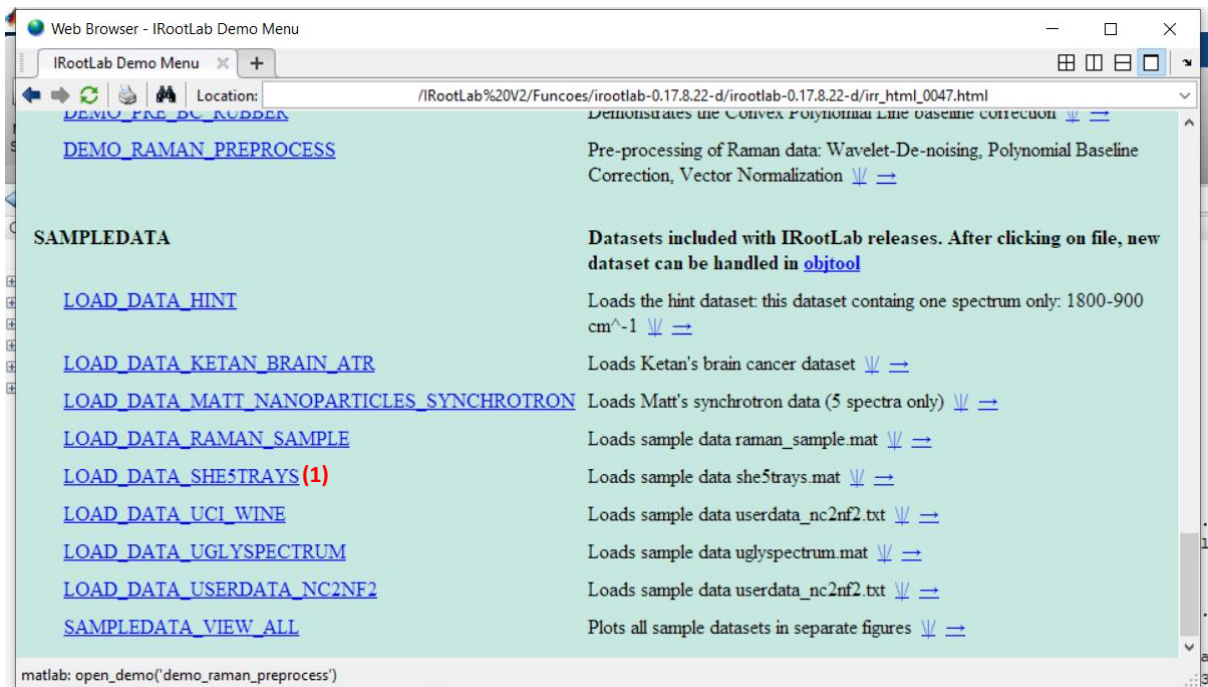 Web Browser - IRootLab Demo Menu
IRootLab Demo Menu
Location: /IRootLab%20V2/Funcoes/irootlab-0.17.8.22-d/irootlab-0.17.8.22-d/irr_html_0047.html
DEMO_PRE_BC_RUBBER Demonstrates the Convex Polynomial Line baseline correction \|/ →
DEMO_RAMAN_PREPROCESS Pre-processing of Raman data: Wavelet-De-noising, Polynomial Baseline
Correction, Vector Normalization \|/ →
SAMPLEDATA Datasets included with IRootLab releases. After clicking on file, new
dataset can be handled in objtool
LOAD_DATA_HINT Loads the hint dataset: this dataset containg one spectrum only: 1800-900
cm^-1 \|/ →
LOAD_DATA_KETAN_BRAIN_ATR Loads Ketan's brain cancer dataset \|/ →
LOAD_DATA_MATT_NANOPARTICLES_SYNCHROTRON Loads Matt's synchrotron data (5 spectra only) \|/ →
LOAD_DATA_RAMAN_SAMPLE Loads sample data raman_sample.mat \|/ →
LOAD_DATA_SHE5TRAYS (1) Loads sample data she5trays.mat \|/ →
LOAD_DATA_UCI_WINE Loads sample data userdata_nc2nf2.txt \|/ →
LOAD_DATA_UGLYSPECTRUM Loads sample data uglyspectrum.mat \|/ →
LOAD_DATA_USERDATA_NC2NF2 Loads sample data userdata_nc2nf2.txt \|/ →
SAMPLEDATA_VIEW_ALL Plots all sample datasets in separate figures \|/ →
matlab: open_demo('demo_raman_preprocess')